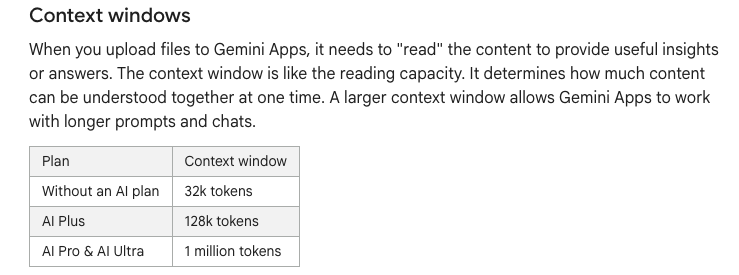 Context windows
When you upload files to Gemini Apps, it needs to "read" the content to provide useful insights
or answers. The context window is like the reading capacity. It determines how much content
can be understood together at one time. A larger context window allows Gemini Apps to work
with longer prompts and chats.
Plan Context window
Without an AI plan 32k tokens
AI Plus 128k tokens
AI Pro & AI Ultra 1 million tokens